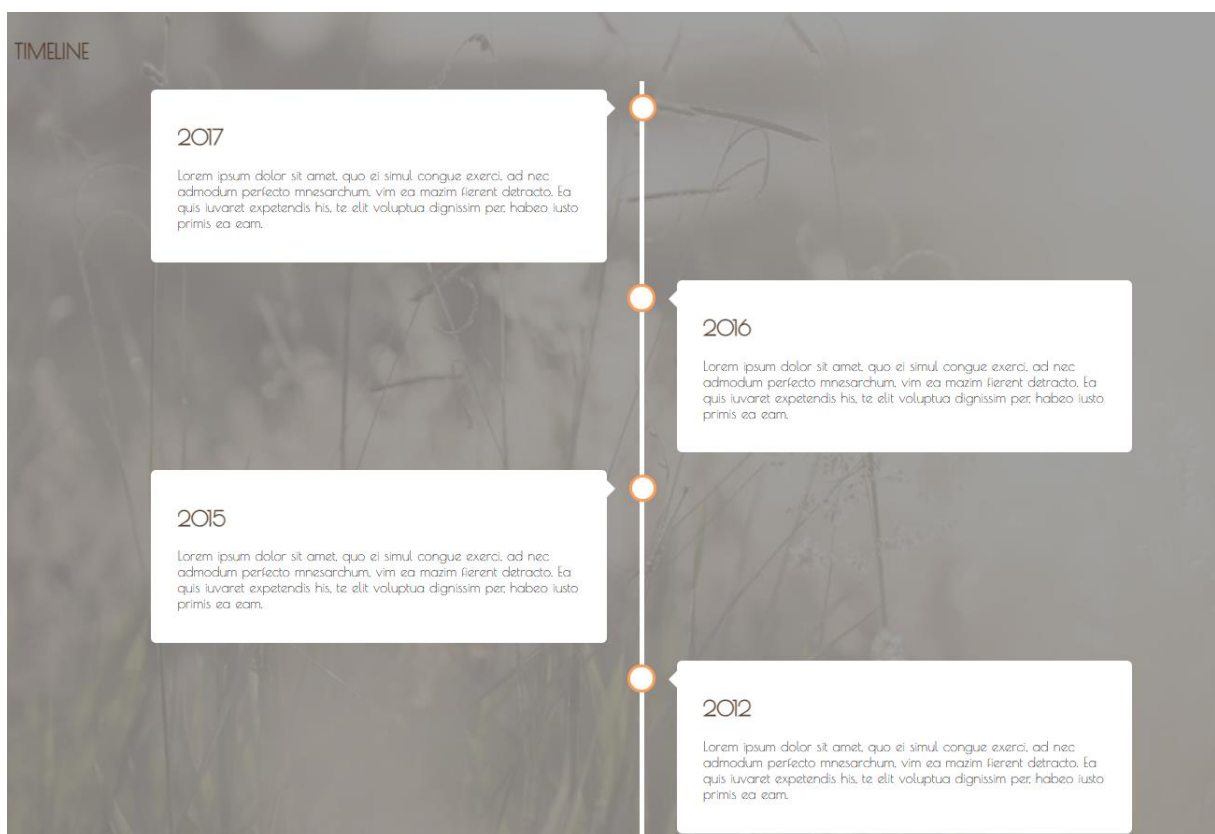 TIMELINE
2017
Lorem ipsum dolor sit amet, quo ei simul congue exerci, ad nec
admodum perfecto mnesarchum, vim ea mazim fierent detracto. Ea
quis iuvaret expetendis his, te elit voluptua dignissim per, habeo iusto
primis ea eam.
2016
Lorem ipsum dolor sit amet, quo ei simul congue exerci, ad nec
admodum perfecto mnesarchum, vim ea mazim fierent detracto. Ea
quis iuvaret expetendis his, te elit voluptua dignissim per, habeo iusto
primis ea eam.
2015
Lorem ipsum dolor sit amet, quo ei simul congue exerci, ad nec
admodum perfecto mnesarchum, vim ea mazim fierent detracto. Ea
quis iuvaret expetendis his, te elit voluptua dignissim per, habeo iusto
primis ea eam.
2012
Lorem ipsum dolor sit amet, quo ei simul congue exerci, ad nec
admodum perfecto mnesarchum, vim ea mazim fierent detracto. Ea
quis iuvaret expetendis his, te elit voluptua dignissim per, habeo iusto
primis ea eam.